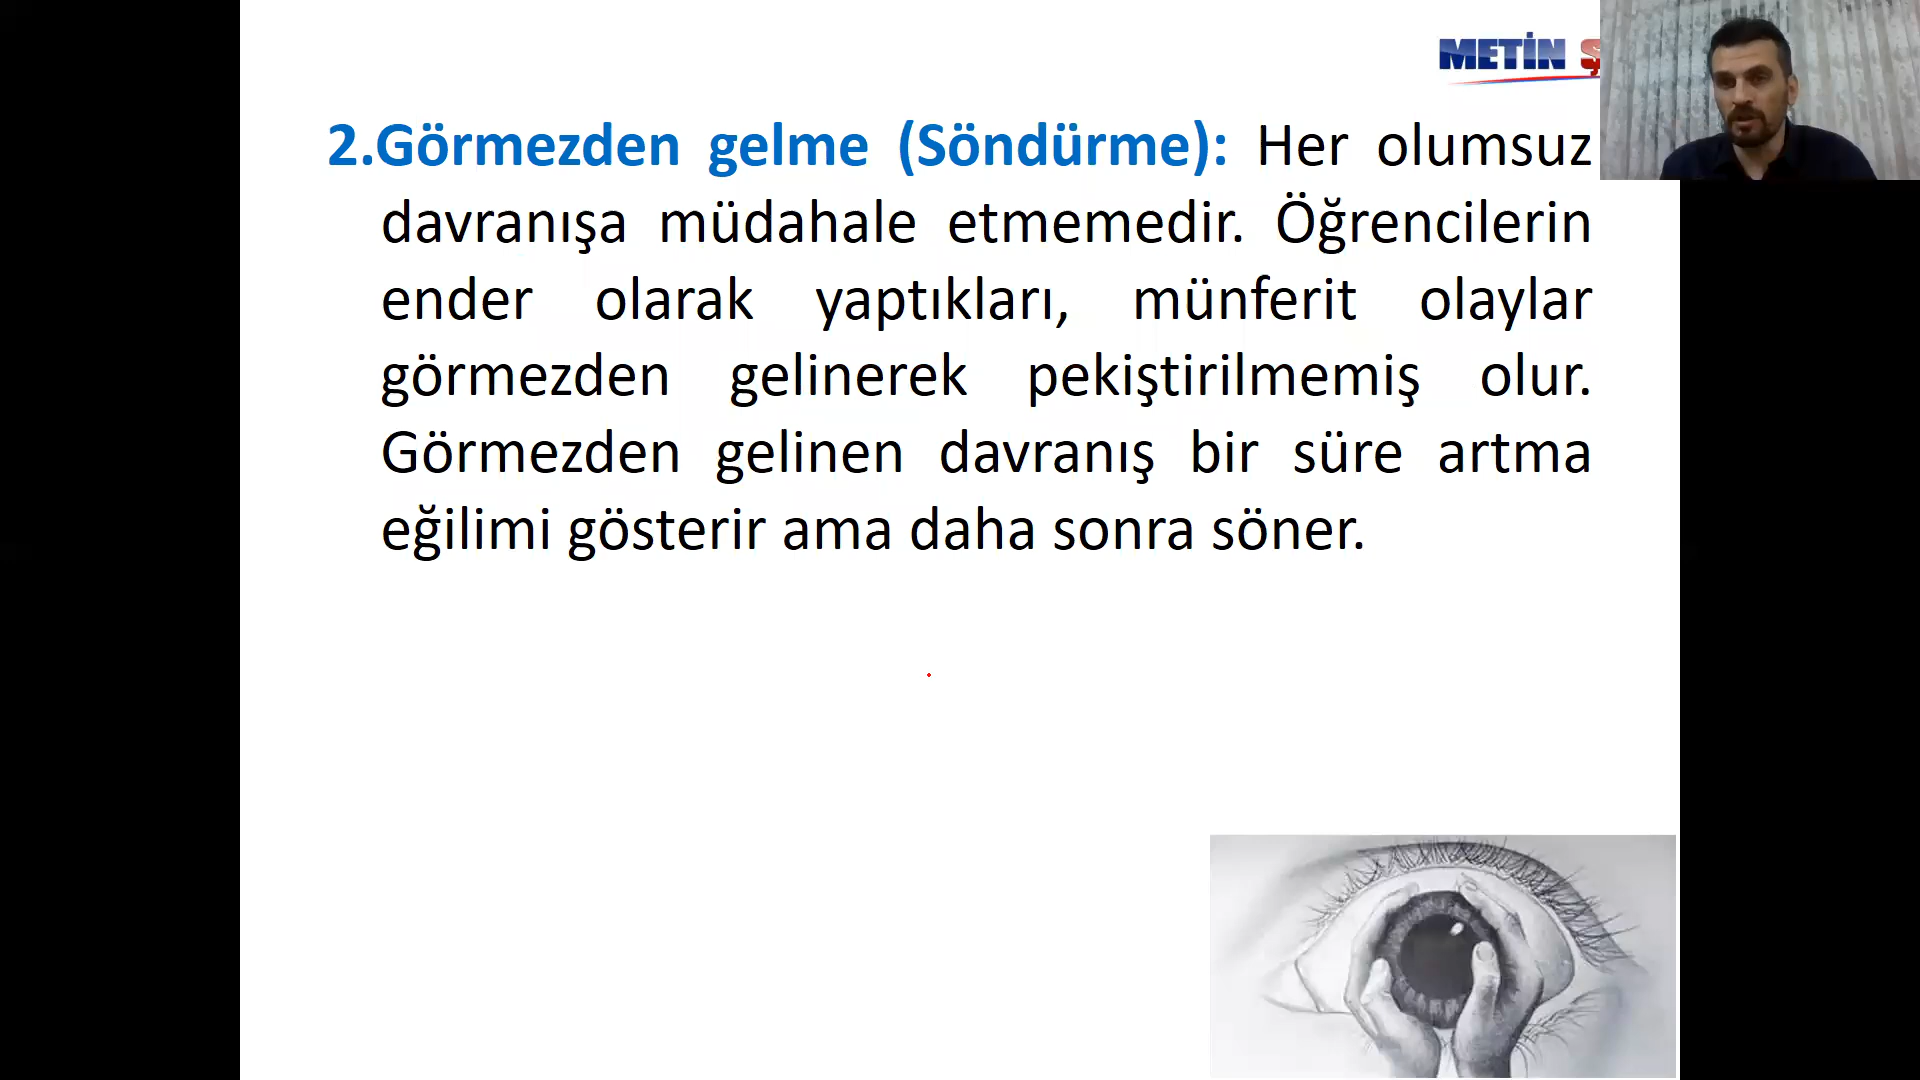 METİN Ş
2.Görmezden gelme (Söndürme): Her olumsuz
davranışa müdahale etmemedir. Öğrencilerin
ender olarak yaptıkları, münferit olaylar
görmezden gelinerek pekiştirilmemiş olur.
Görmezden gelinen davranış bir süre artma
eğilimi gösterir ama daha sonra söner.